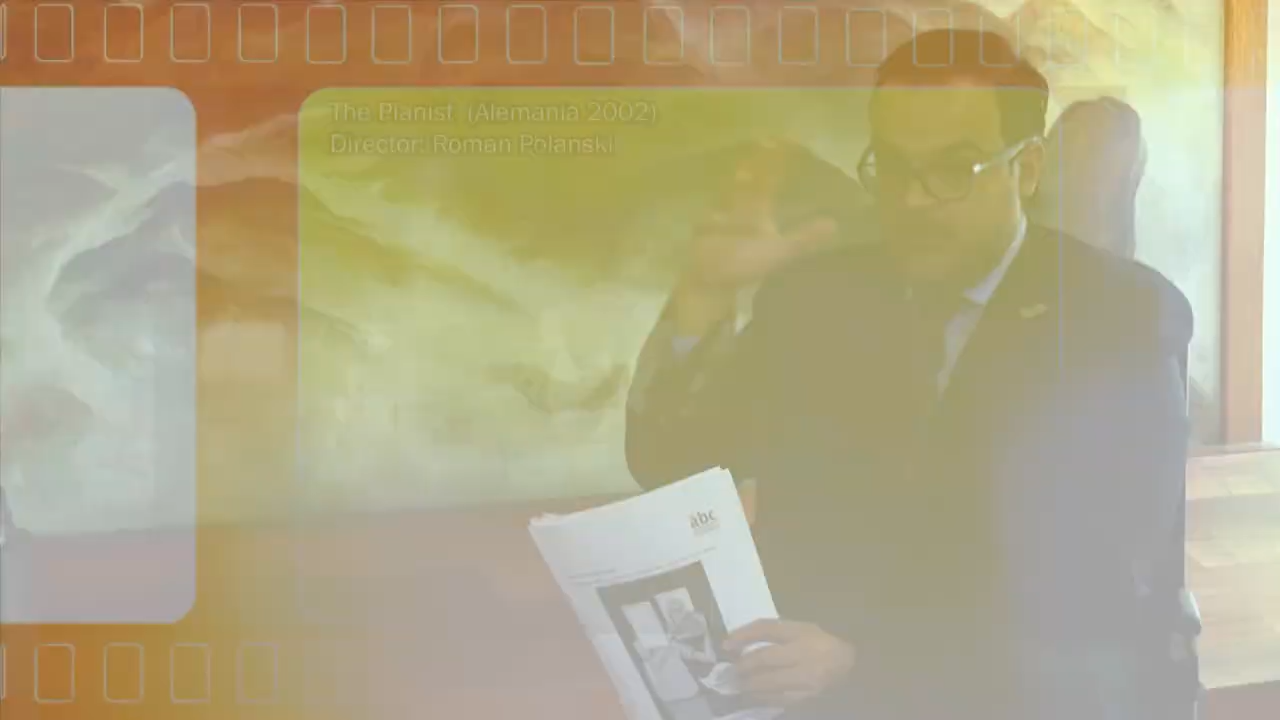 The Pianist (Alemania 2002)
Director: Roman Polanski
abc